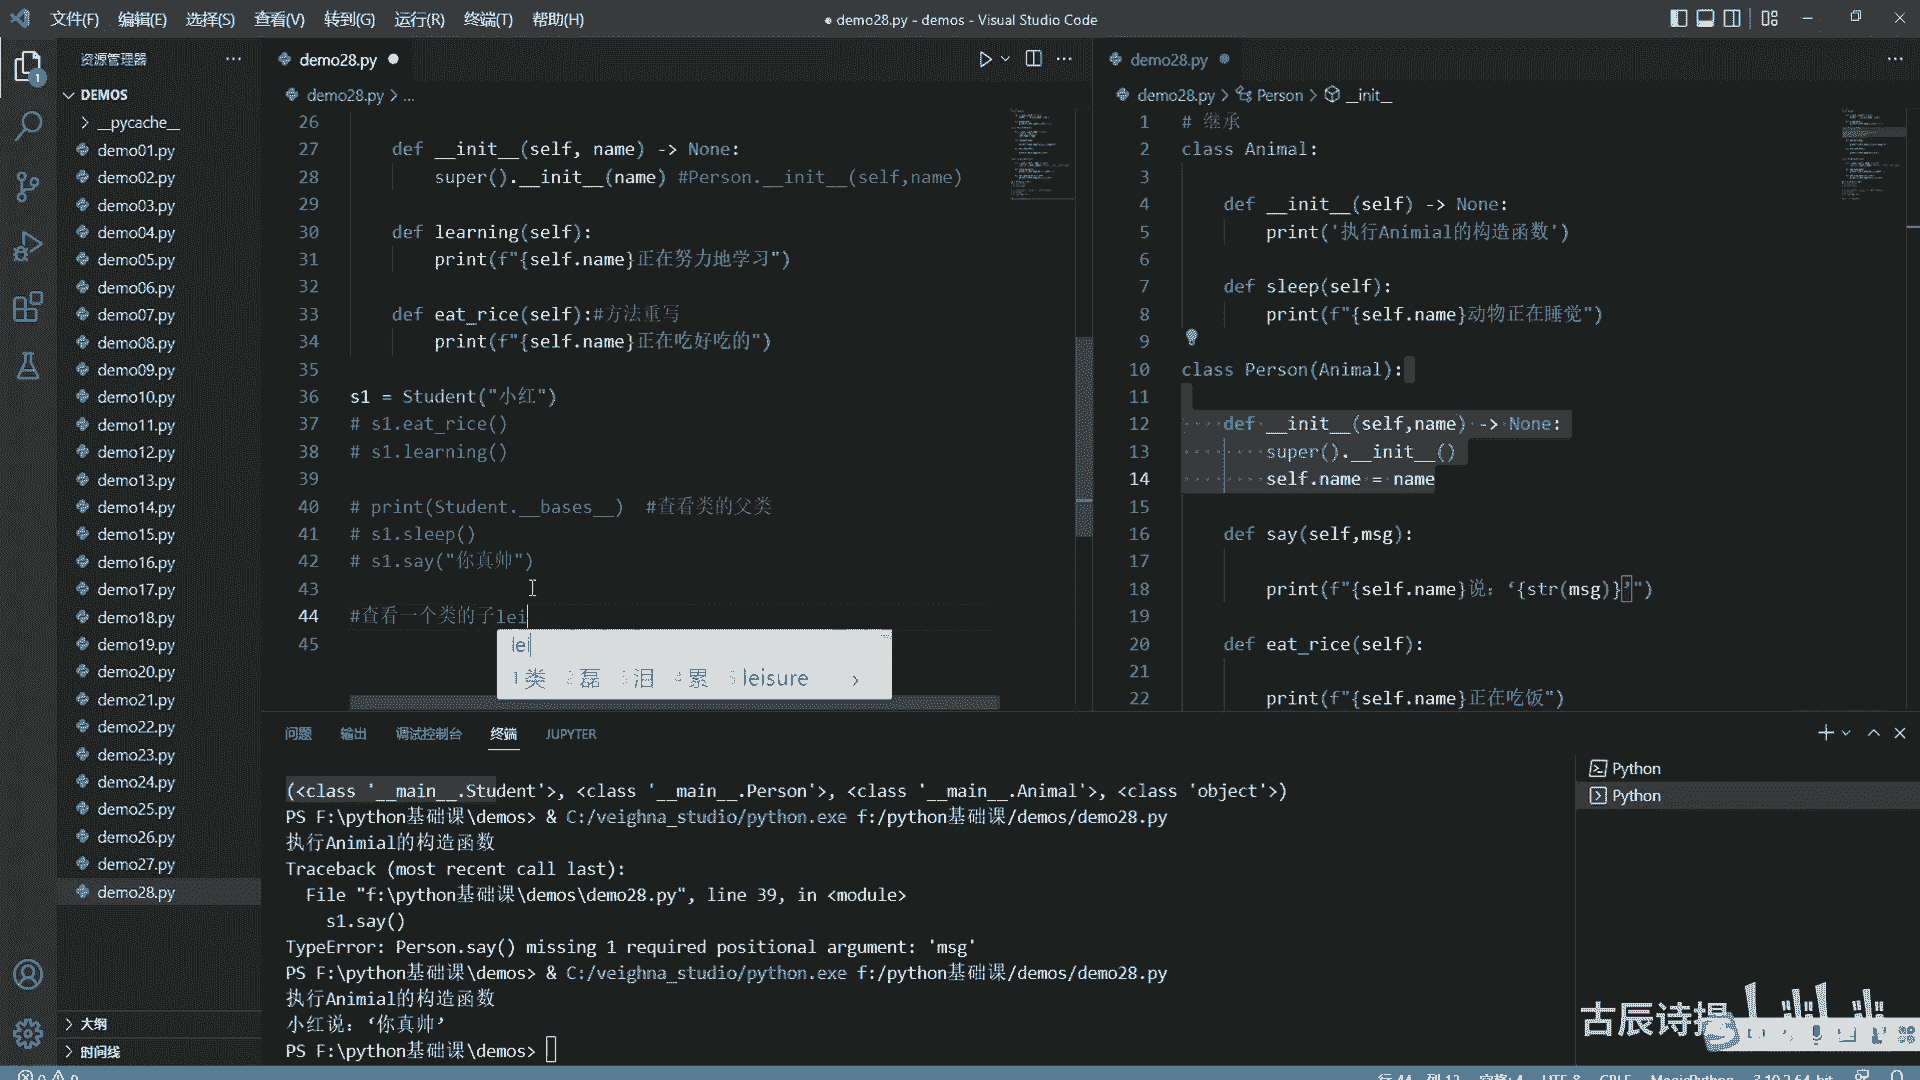 文件(F) 编辑(E) 选择(S) 查看(V) 转到(G) 运行(R) 终端(T) 帮助(H)
● demo28.py - demos - Visual Studio Code
资源管理器
DEMOS
__pycache__
demo01.py
demo02.py
demo03.py
demo04.py
demo05.py
demo06.py
demo07.py
demo08.py
demo09.py
demo10.py
demo11.py
demo12.py
demo13.py
demo14.py
demo15.py
demo16.py
demo17.py
demo18.py
demo19.py
demo20.py
demo21.py
demo22.py
demo23.py
demo24.py
demo25.py
demo26.py
demo27.py
demo28.py
大纲
时间线
1
demo28.py
demo28.py > ...
26
27 def __init__(self, name) -> None:
28 super().__init__(name) #Person.__init__(self,name)
29
30 def learning(self):
31 print(f"{self.name}正在努力地学习")
32
33 def eat_rice(self):#方法重写
34 print(f"{self.name}正在吃好吃的")
35
36 s1 = Student("小红")
37 # s1.eat_rice()
38 # s1.learning()
39
40 # print(Student.__bases__) #查看类的父类
41 # s1.sleep()
42 # s1.say("你真帅")
43
44 #查看一个类的子lei
45
lei
1类 2磊 3泪 4累 5leisure >
demo28.py
demo28.py > Person > __init__
1 # 继承
2 class Animal:
3
4 def __init__(self) -> None:
5 print('执行Animial的构造函数')
6
7 def sleep(self):
8 print(f"{self.name}动物正在睡觉")
9
10 class Person(Animal):
11
12 def __init__(self,name) -> None:
13 super().__init__()
14 self.name = name
15
16 def say(self,msg):
17
18 print(f"{self.name}说：‘{str(msg)}’")
19
20 def eat_rice(self):
21
22 print(f"{self.name}正在吃饭")
问题 输出 调试控制台 终端 JUPYTER
(<class '__main__.Student'>, <class '__main__.Person'>, <class '__main__.Animal'>, <class 'object'>)
PS F:\python基础课\demos> & C:/veighna_studio/python.exe f:/python基础课/demos/demo28.py
执行Animial的构造函数
Traceback (most recent call last):
File "f:\python基础课\demos\demo28.py", line 39, in <module>
s1.say()
TypeError: Person.say() missing 1 required positional argument: 'msg'
PS F:\python基础课\demos> & C:/veighna_studio/python.exe f:/python基础课/demos/demo28.py
执行Animial的构造函数
小红说：‘你真帅’
PS F:\python基础课\demos>
Python
Python
古辰诗提